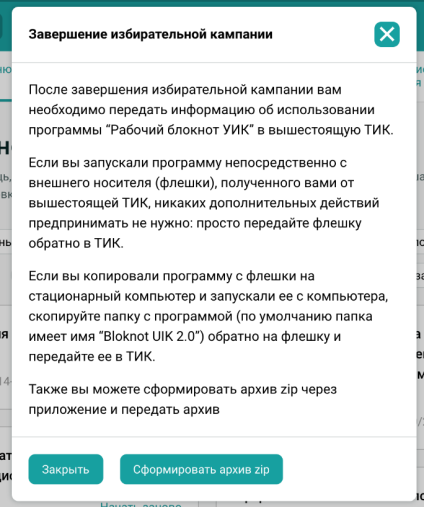 Завершение избирательной кампании
После завершения избирательной кампании вам
необходимо передать информацию об использовании
программы “Рабочий блокнот УИК” в вышестоящую ТИК.
Если вы запускали программу непосредственно с
внешнего носителя (флешки), полученного вами от
вышестоящей ТИК, никаких дополнительных действий
предпринимать не нужно: просто передайте флешку
обратно в ТИК.
Если вы копировали программу с флешки на
стационарный компьютер и запускали ее с компьютера,
скопируйте папку с программой (по умолчанию папка
имеет имя “Bloknot UIK 2.0”) обратно на флешку и
передайте ее в ТИК.
Также вы можете сформировать архив zip через
приложение и передать архив
Закрыть
Сформировать архив zip